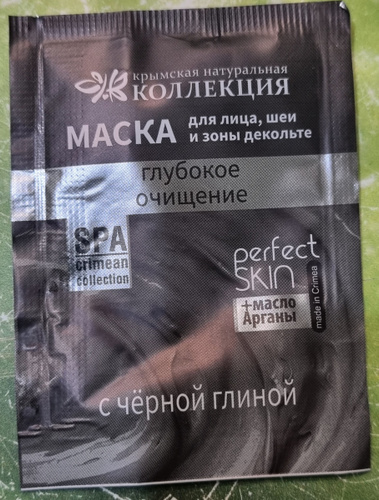 крымская натуральная
КОЛЛЕКЦИЯ
МАСКА для лица, шеи
и зоны декольте
глубокое
очищение
SPA
crimean
collection
perfect
SKIN
+масло
Арганы
made in Crimea
с чёрной глиной